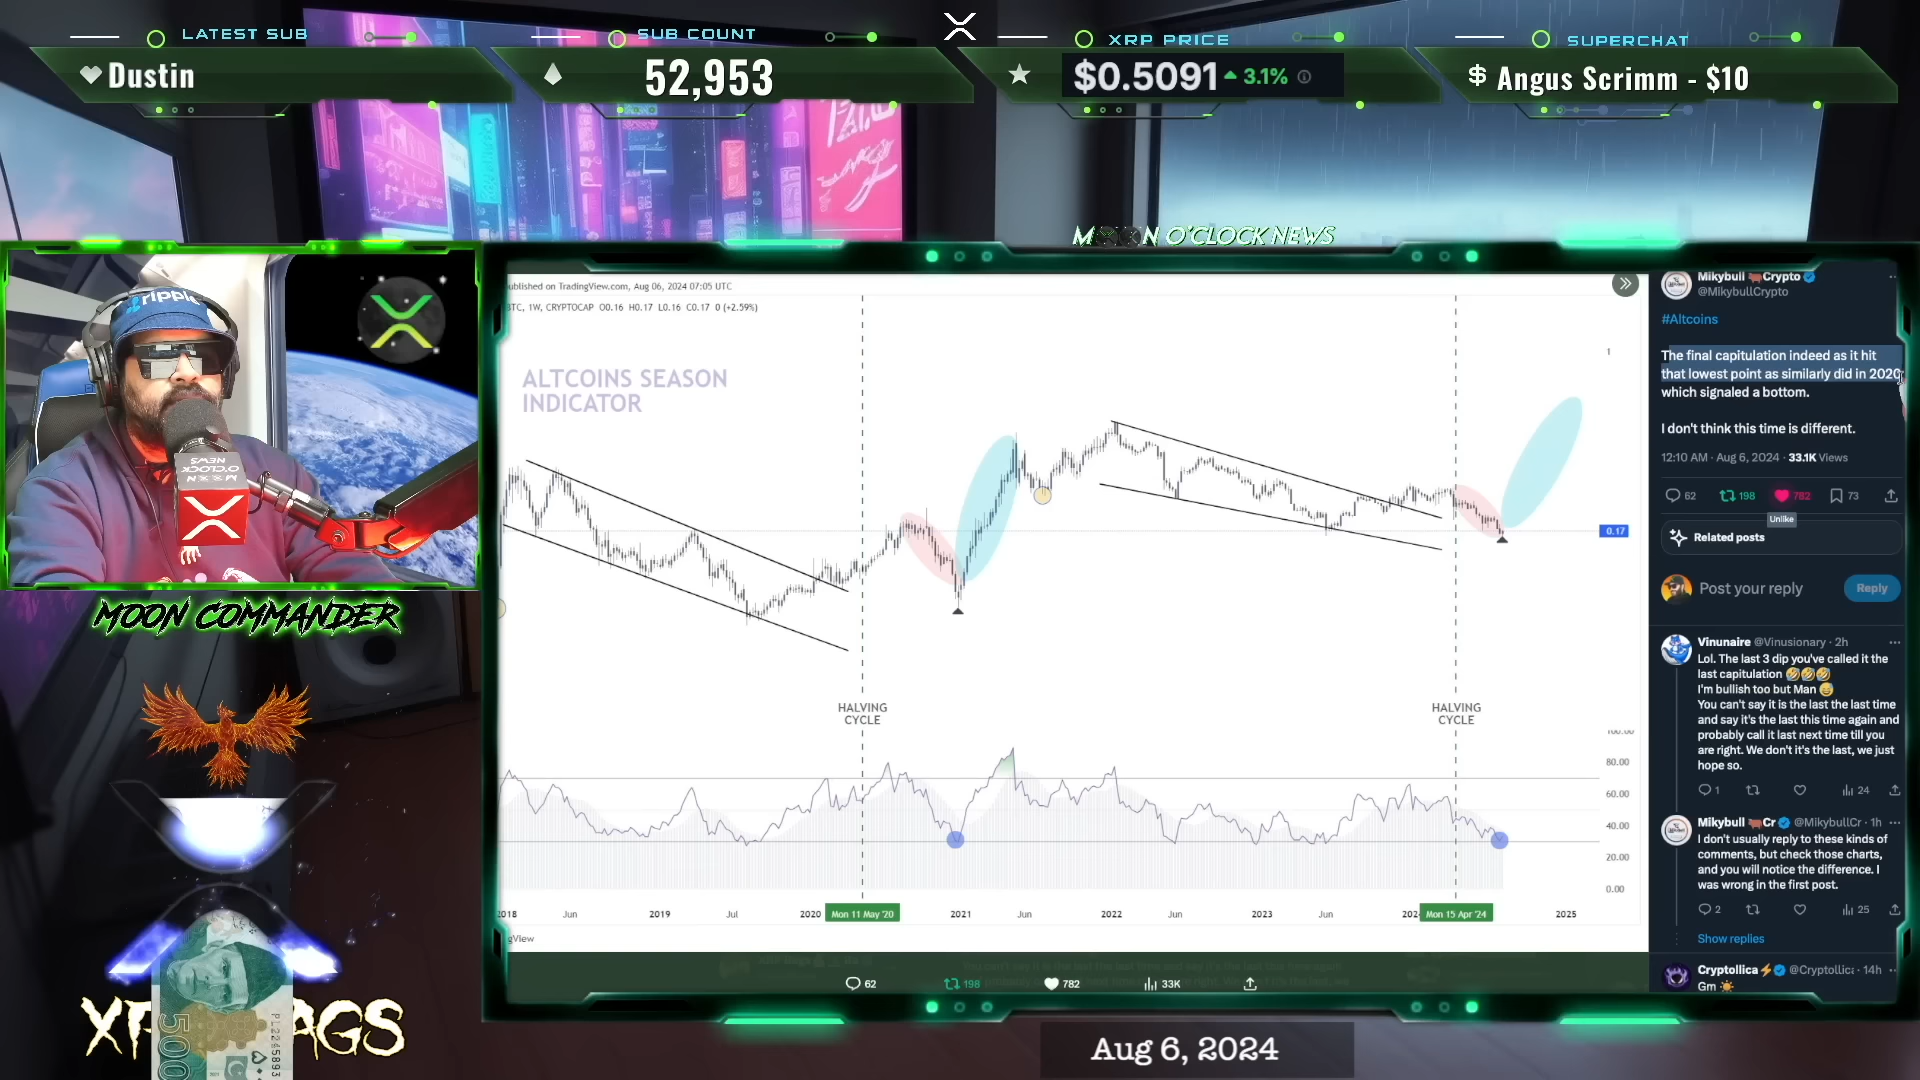 LATEST SUB
Dustin
SUB COUNT
52,953
XRP PRICE
$0.5091 3.1%
SUPERCHAT
$ Angus Scrimm - $10
O'CLOCK NEWS
ripple
O'CLOCK
NEWS
MOON COMMANDER
500
Aug 6, 2024
ublished on TradingView.com, Aug 06, 2024 07:05 UTC
BTC, 1W, CRYPTOCAP O0.16 H0.17 L0.16 C0.17 0 (+2.59%)
ALTCOINS SEASON
INDICATOR
1
0.17
HALVING
CYCLE
HALVING
CYCLE
100.00
80.00
60.00
40.00
20.00
0.00
2018 Jun 2019 Jul 2020 Mon 11 May '20 2021 Jun 2022 Jun 2023 Jun 202 Mon 15 Apr '24 2025
gView
62 198 782 33K
Mikybull Crypto
@MikybullCrypto
#Altcoins
The final capitulation indeed as it hit
that lowest point as similarly did in 2020
which signaled a bottom.
I don't think this time is different.
12:10 AM · Aug 6, 2024 · 33.1K Views
62 198 782 73
Unlike
Related posts
Post your reply
Reply
Vinunaire @Vinusionary · 2h
Lol. The last 3 dip you've called it the
last capitulation 🤣🤣🤣
I'm bullish too but Man 😅
You can't say it is the last the last time
and say it's the last this time again and
probably call it last next time till you
are right. We don't it's the last, we just
hope so.
1 24
Mikybull Cr @MikybullCr · 1h
I don't usually reply to these kinds of
comments, but check those charts,
and you will notice the difference. I
was wrong in the first post.
2 25
Show replies
Cryptollica⚡ @Cryptollic · 14h
Gm ☀️